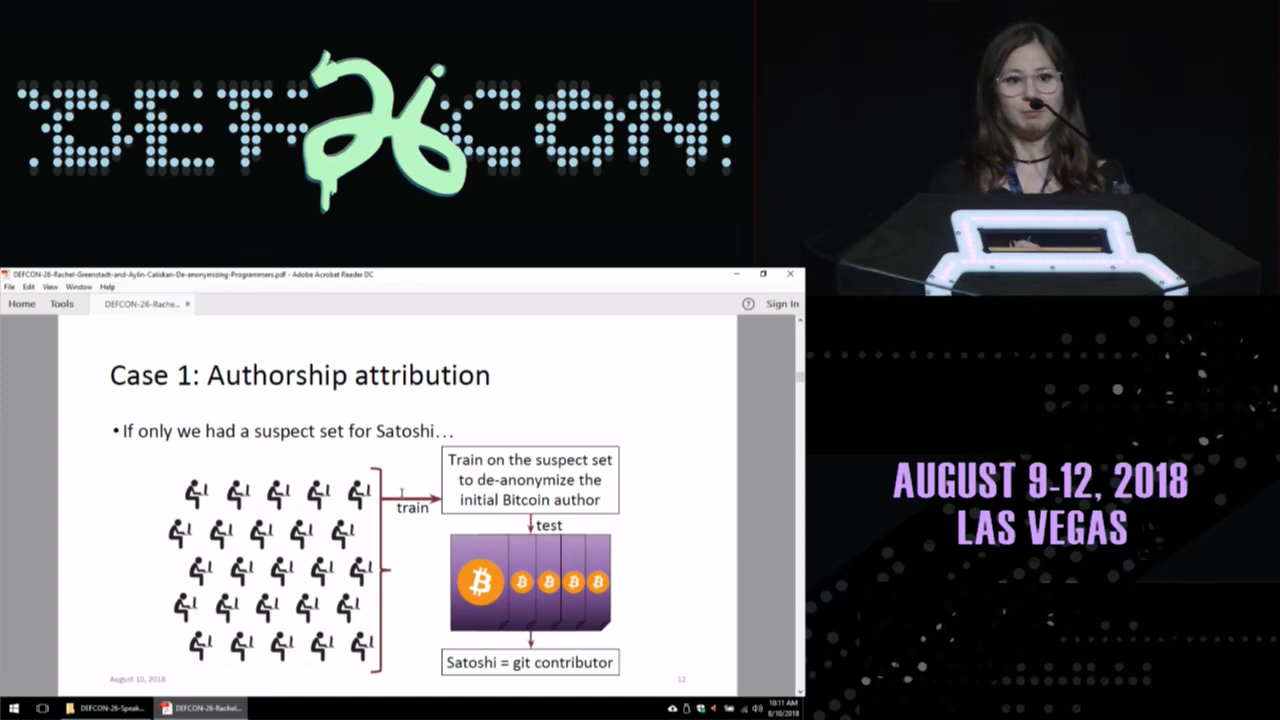 DEFCON
26
DEFCON-26-Rachel-Greenstadt-and-Aylin-Caliskan-De-anonymizing-Programmers.pdf - Adobe Acrobat Reader DC
File Edit View Window Help
Home Tools DEFCON-26-Rache... × ? Sign In
Case 1: Authorship attribution
• If only we had a suspect set for Satoshi...
Train on the suspect set
to de-anonymize the
initial Bitcoin author
train
test
Satoshi = git contributor
August 10, 2018 12
DEFCON-26-Speak... DEFCON-26-Rachel...
10:11 AM
8/10/2018
AUGUST 9-12, 2018
LAS VEGAS